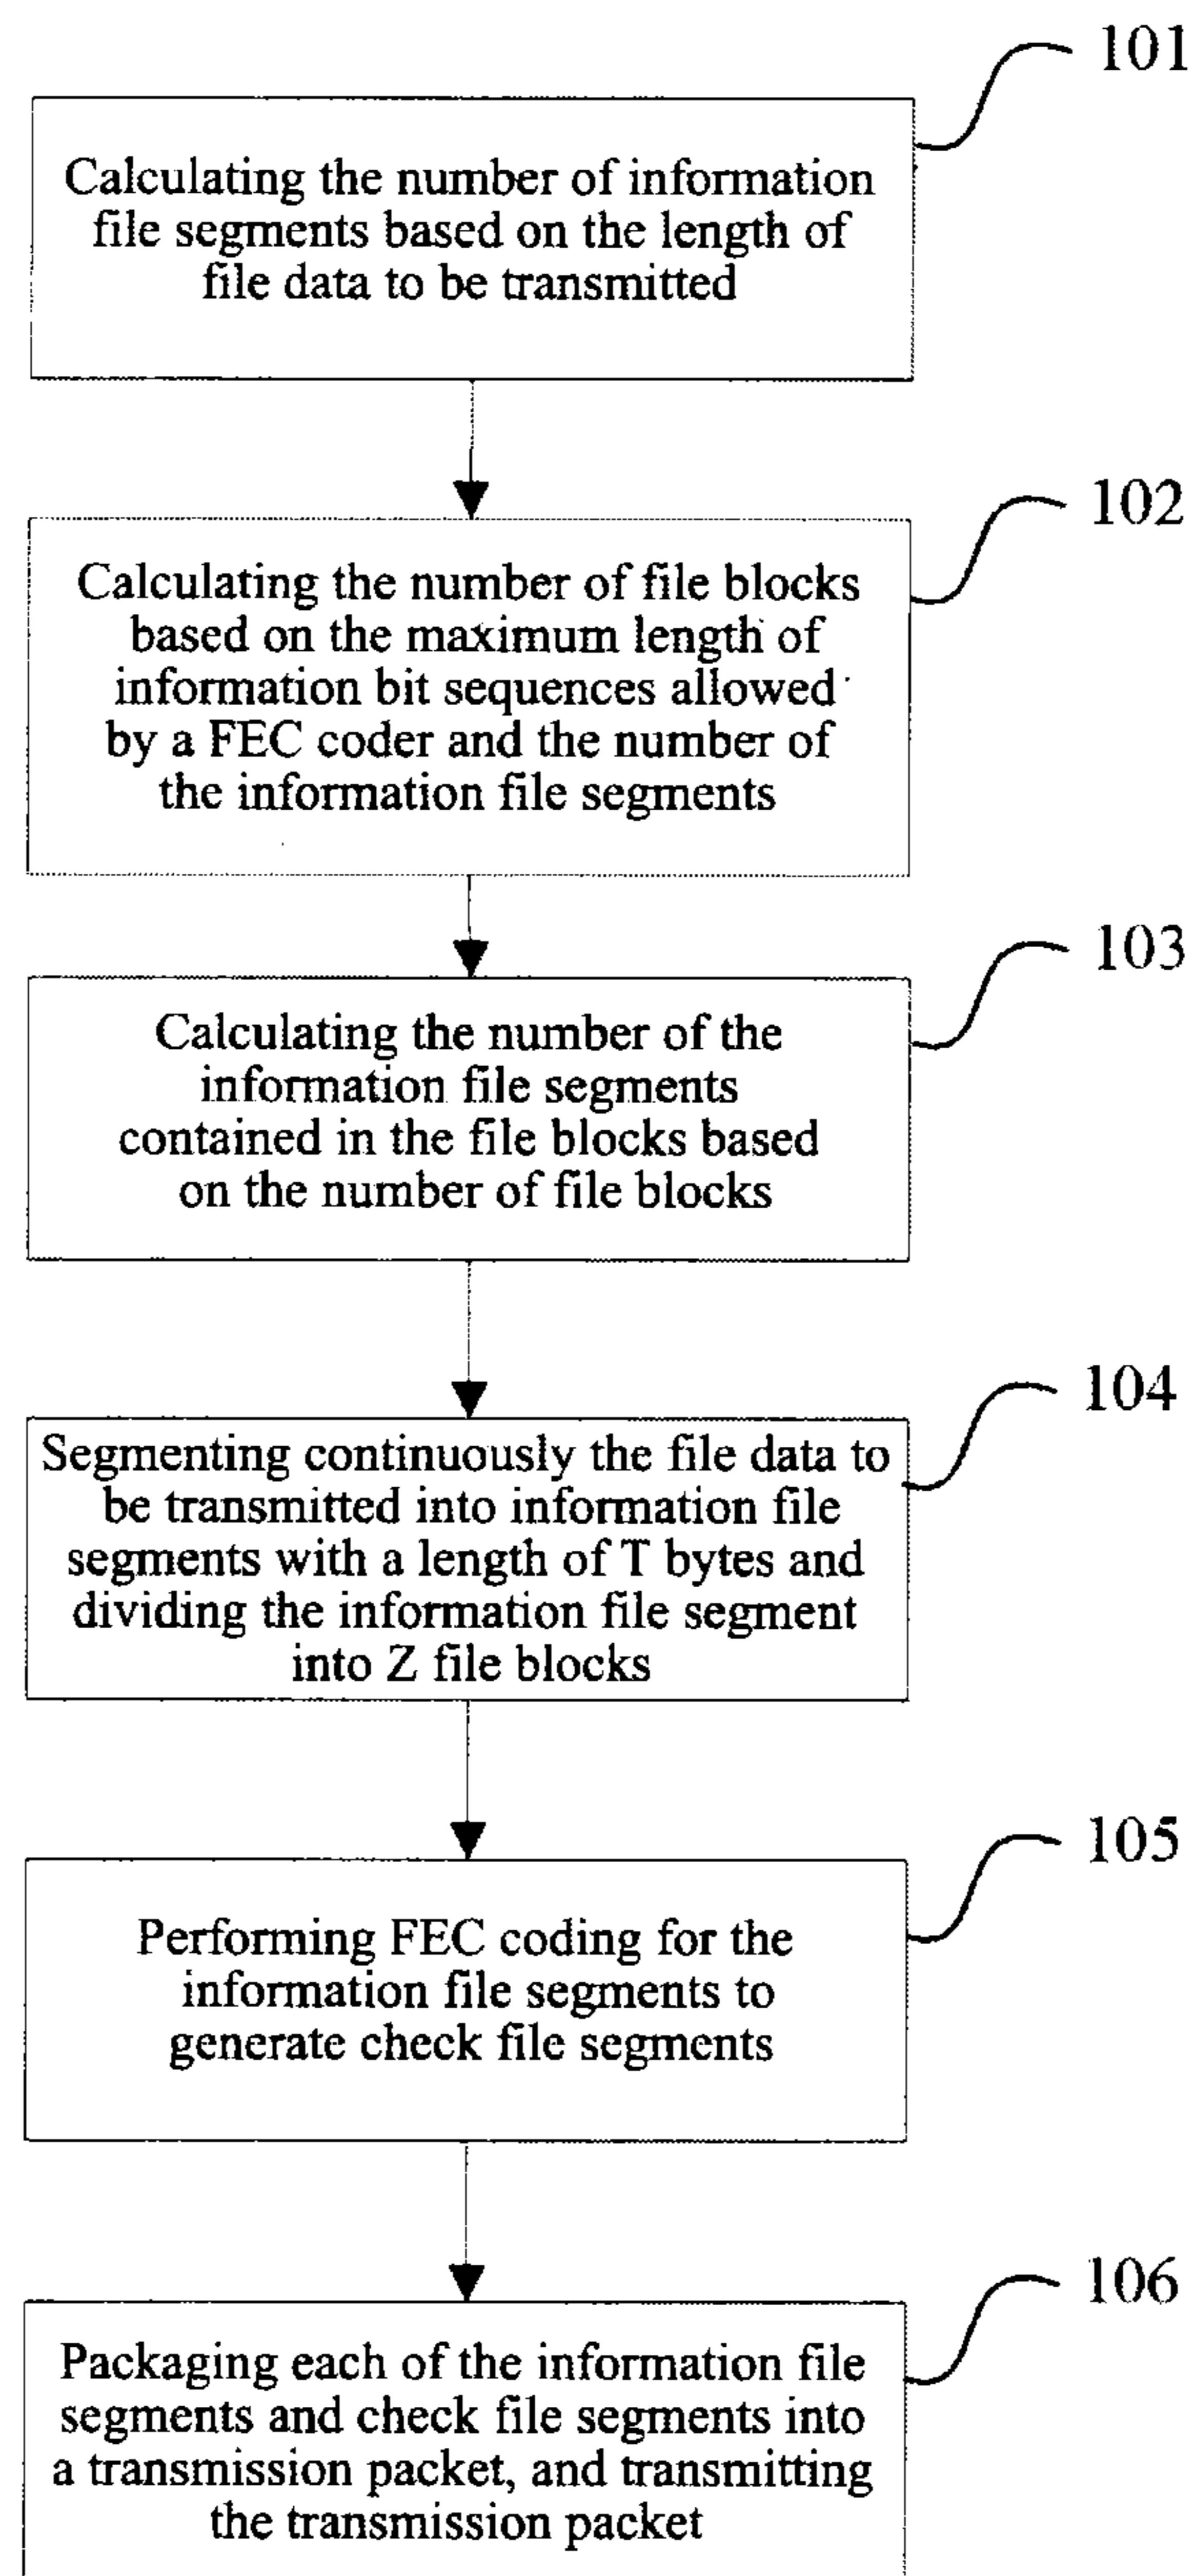 101
Calculating the number of information
file segments based on the length of
file data to be transmitted
102
Calculating the number of file blocks
based on the maximum length of
information bit sequences allowed
by a FEC coder and the number of
the information file segments
103
Calculating the number of the
information file segments
contained in the file blocks based
on the number of file blocks
104
Segmenting continuously the file data to
be transmitted into information file
segments with a length of T bytes and
dividing the information file segment
into Z file blocks
105
Performing FEC coding for the
information file segments to
generate check file segments
106
Packaging each of the information file
segments and check file segments into
a transmission packet, and transmitting
the transmission packet